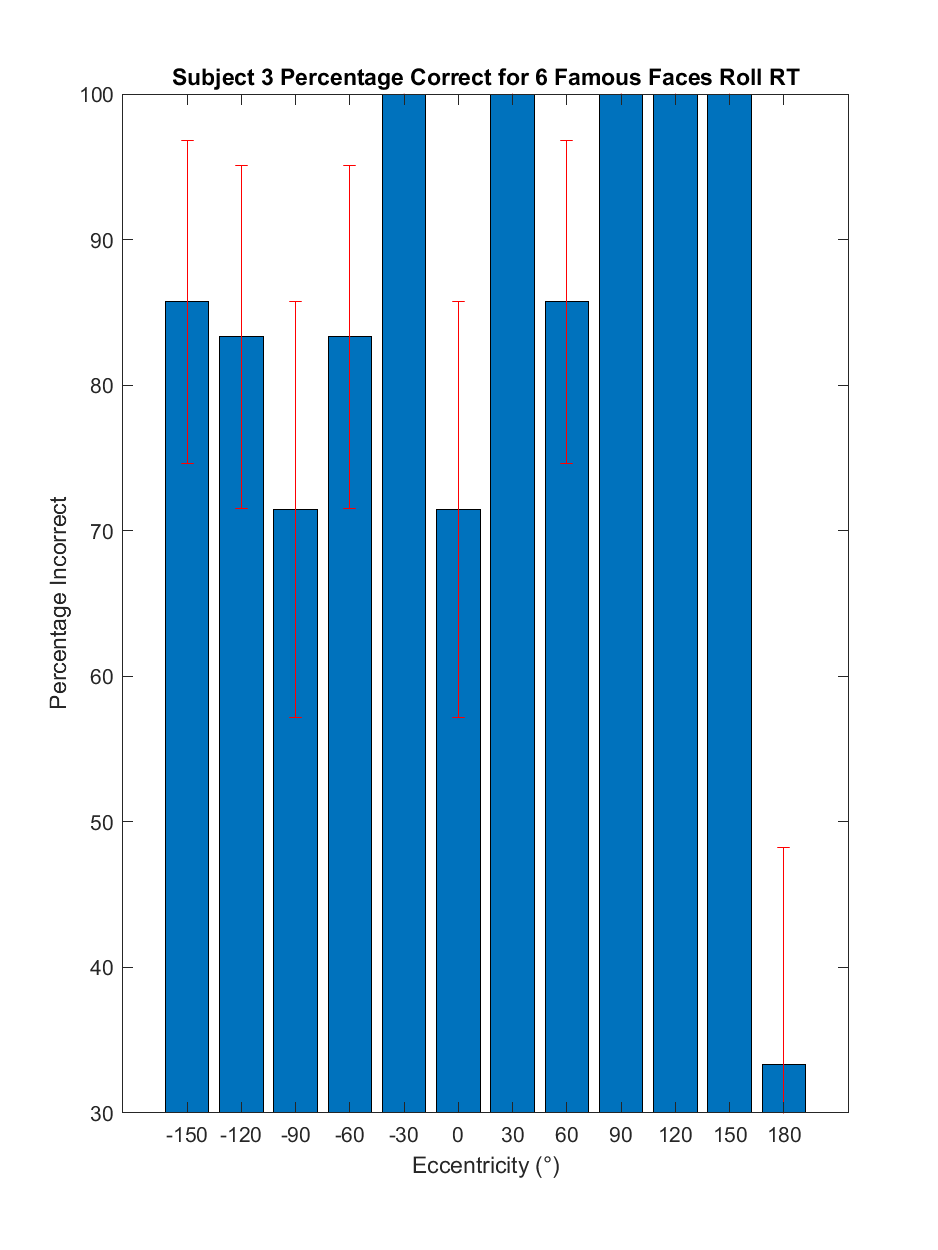 Subject 3 Percentage Correct for 6 Famous Faces Roll RT
100
90
80
70
60
50
40
30
Percentage Incorrect
-150 -120 -90 -60 -30 0 30 60 90 120 150 180
Eccentricity (°)